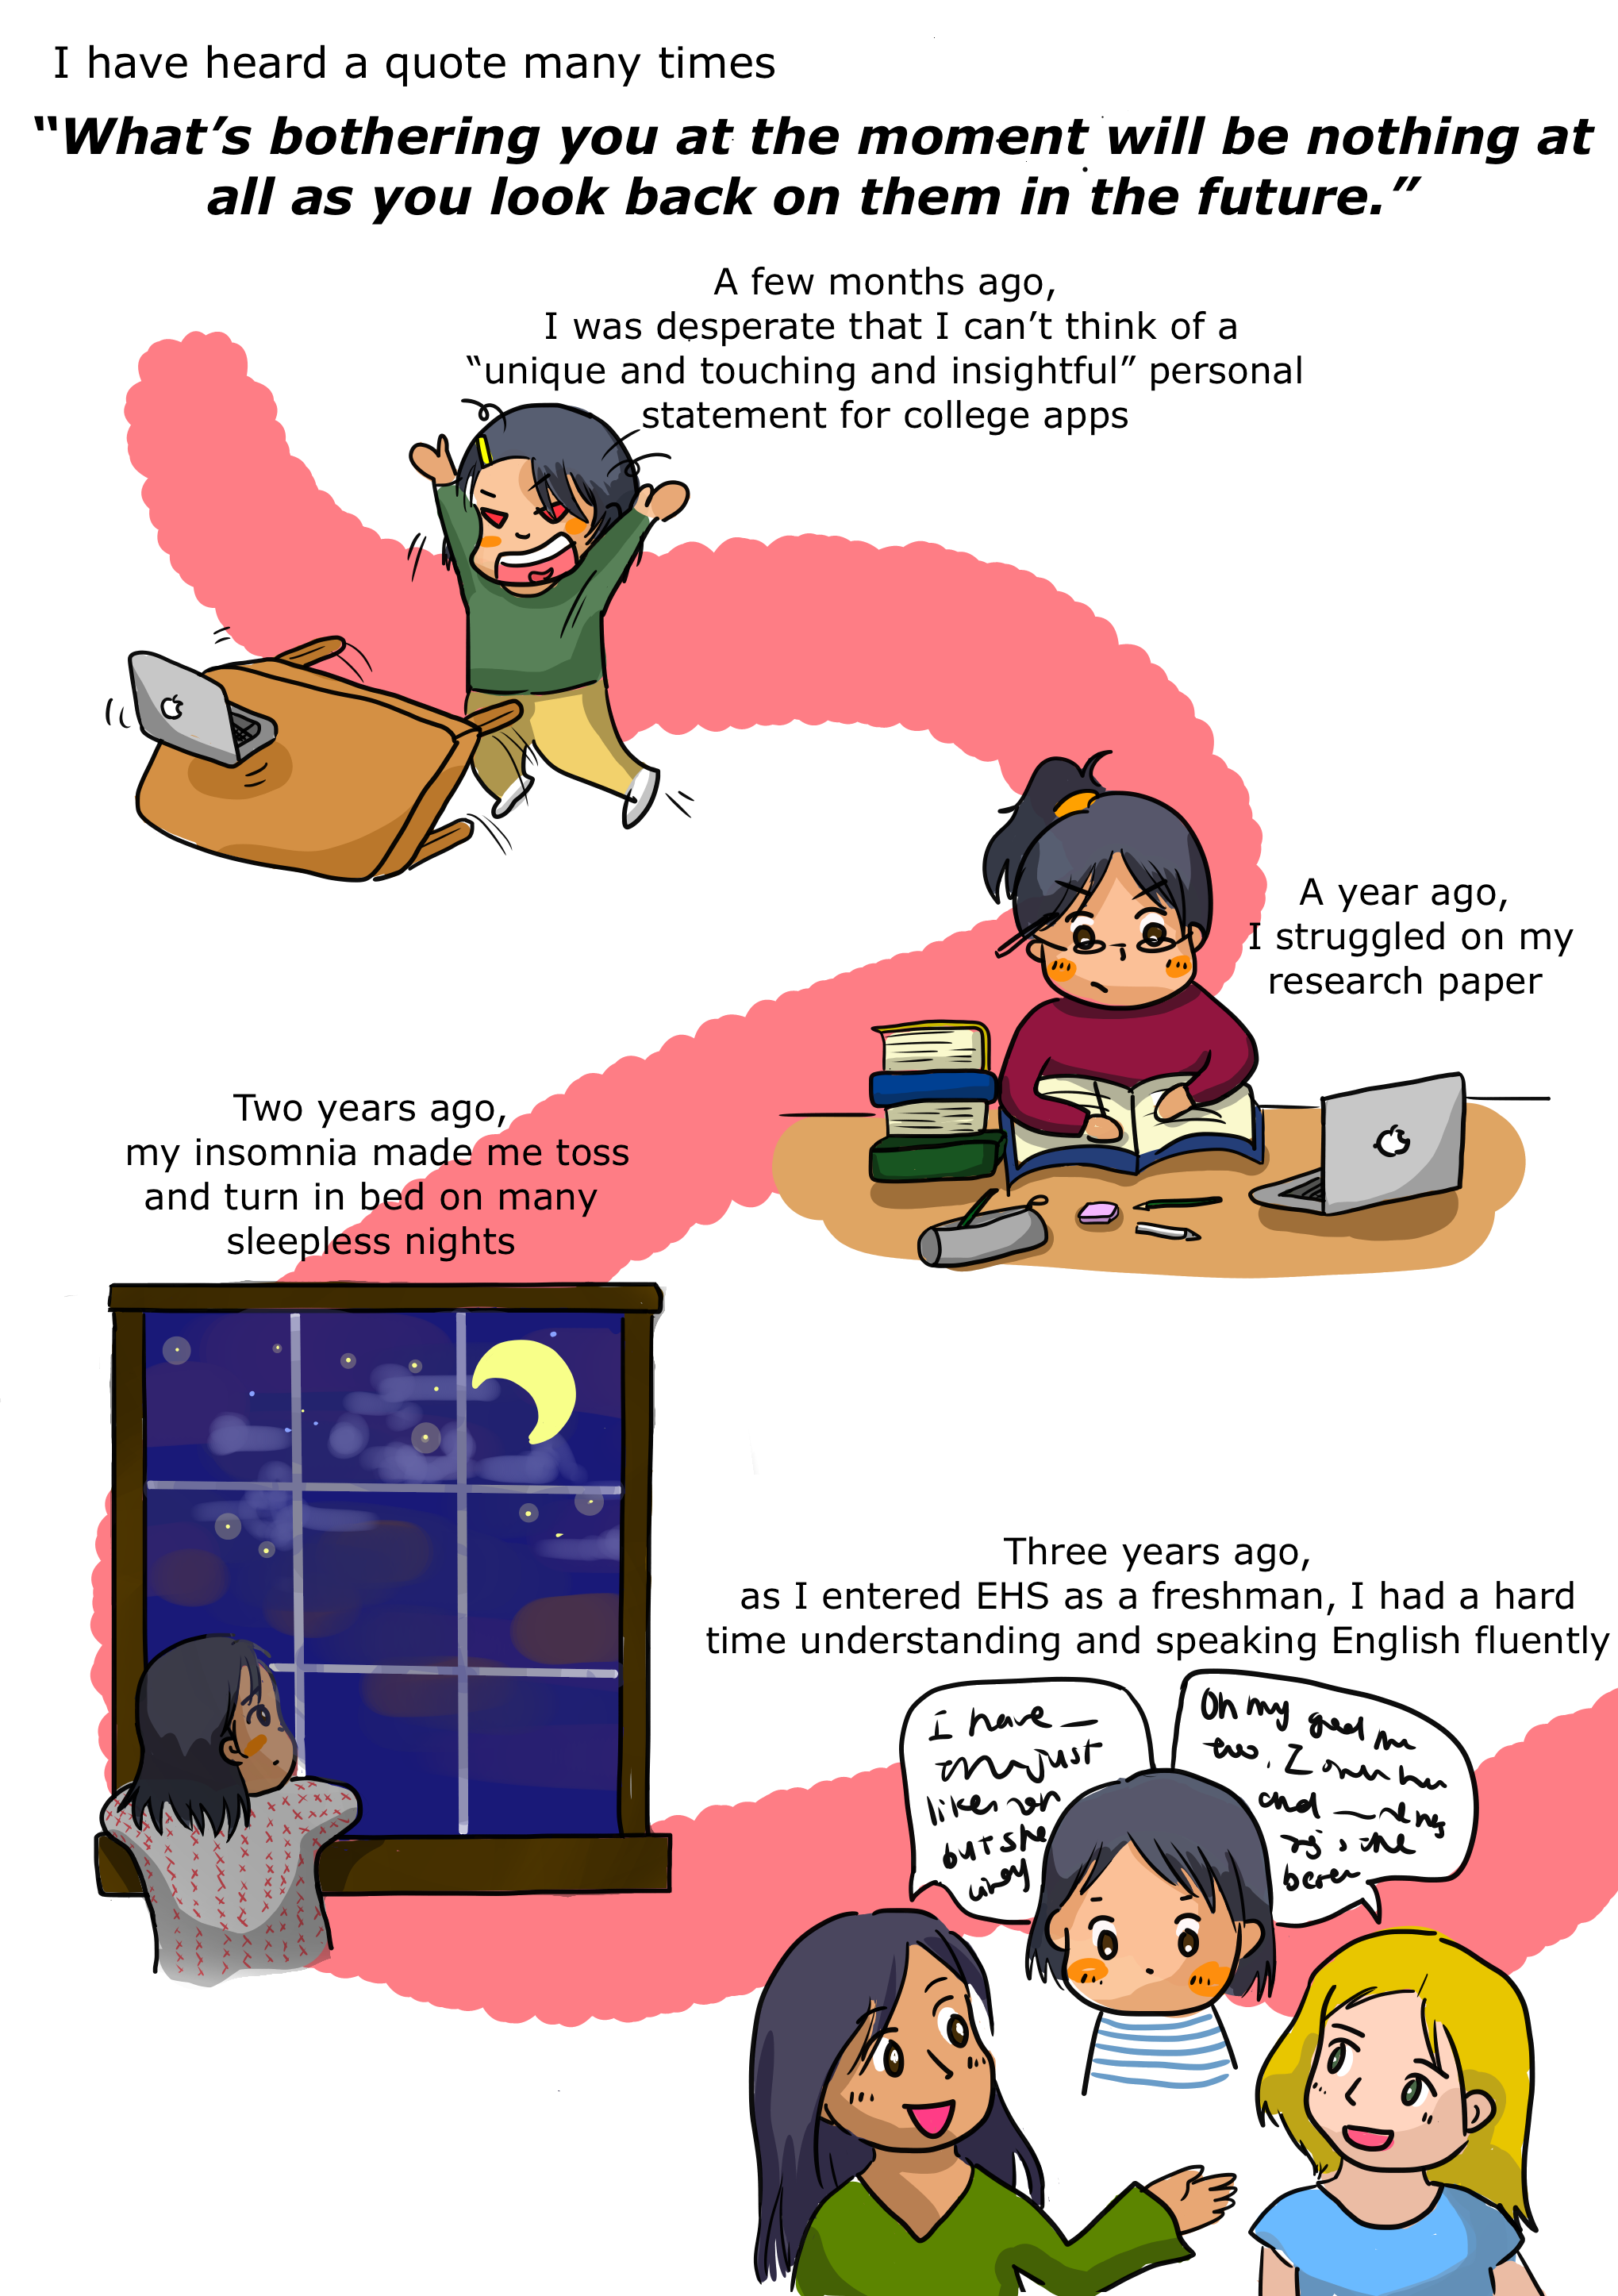 I have heard a quote many times
“What’s bothering you at the moment will be nothing at
all as you look back on them in the future.”
A few months ago,
I was desperate that I can’t think of a
“unique and touching and insightful” personal
statement for college apps
A year ago,
I struggled on my
research paper
Two years ago,
my insomnia made me toss
and turn in bed on many
sleepless nights
Three years ago,
as I entered EHS as a freshman, I had a hard
time understanding and speaking English fluently
I have
just
but she
Oh my
and